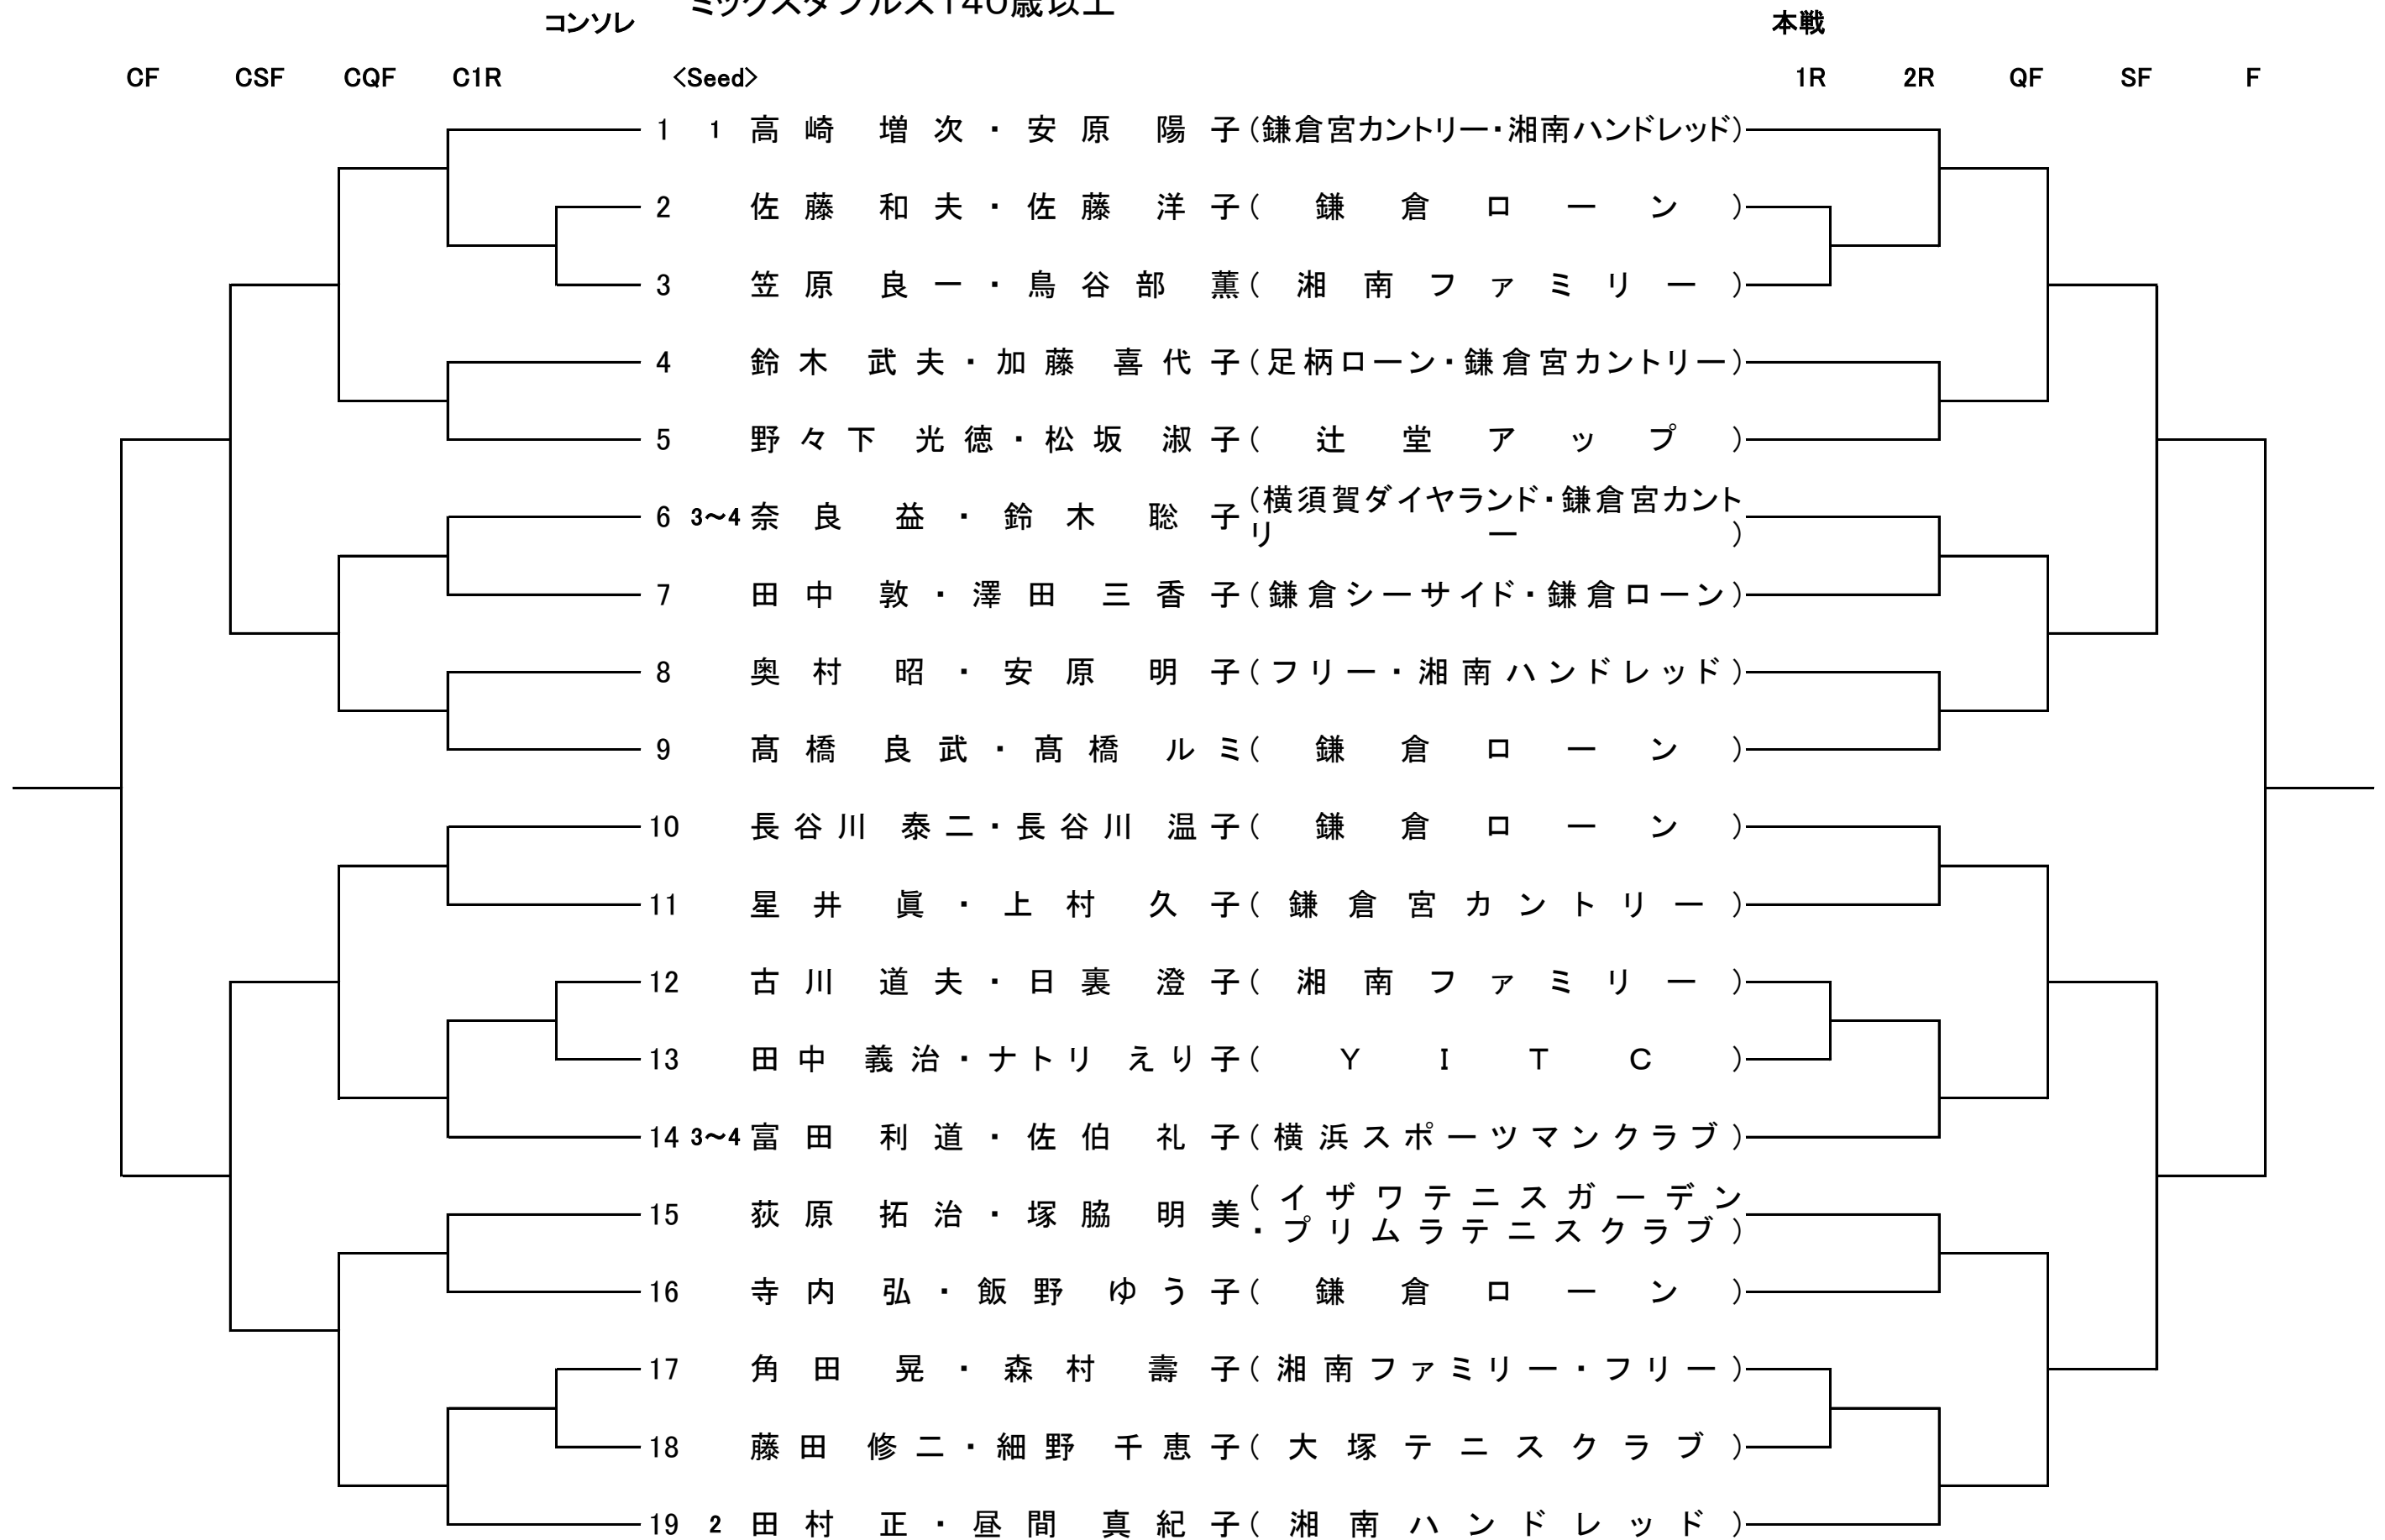 ミックスダブルス140歳以上
コンソレ 本戦
CF CSF CQF C1R <Seed> 1R 2R QF SF F
1 1 高崎 増次・安原 陽子(鎌倉宮カントリー・湘南ハンドレッド)
2 佐藤 和夫・佐藤 洋子(鎌倉ローン)
3 笠原 良一・鳥谷部 薫(湘南ファミリー)
4 鈴木 武夫・加藤 喜代子(足柄ローン・鎌倉宮カントリー)
5 野々下 光徳・松坂 淑子(辻堂アップ)
6 3～4 奈良 益・鈴木 聡子(横須賀ダイヤランド・鎌倉宮カント
リー)
7 田中 敦・澤田 三香子(鎌倉シーサイド・鎌倉ローン)
8 奥村 昭・安原 明子(フリー・湘南ハンドレッド)
9 髙橋 良武・髙橋 ルミ(鎌倉ローン)
10 長谷川 泰二・長谷川 温子(鎌倉ローン)
11 星井 眞・上村 久子(鎌倉宮カントリー)
12 古川 道夫・日裏 澄子(湘南ファミリー)
13 田中 義治・ナトリ えり子(YITC)
14 3～4 富田 利道・佐伯 礼子(横浜スポーツマンクラブ)
15 荻原 拓治・塚脇 明美(イザワテニスガーデン
・プリムラテニスクラブ)
16 寺内 弘・飯野 ゆう子(鎌倉ローン)
17 角田 晃・森村 壽子(湘南ファミリー・フリー)
18 藤田 修二・細野 千恵子(大塚テニスクラブ)
19 2 田村 正・昼間 真紀子(湘南ハンドレッド)